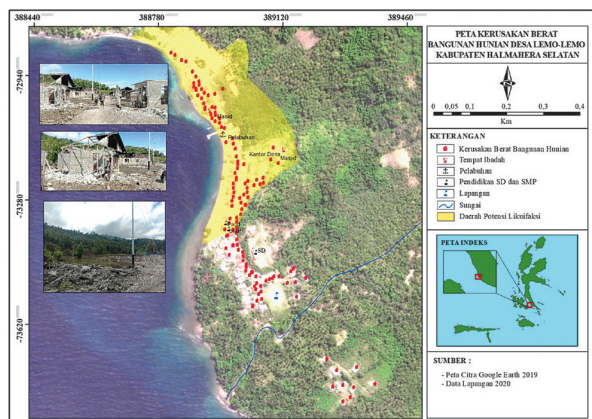 388440
388780
389120
389460
-72940
-73280
-73620
Masjid
Pelabuhan
Kantor Desa
Masjid
SD
PETA KERUSAKAN BERAT
BANGUNAN HUNIAN DESA LEMO-LEMO
KABUPATEN HALMAHERA SELATAN
0 0,05 0,1 0,2 0,3 0,4
Km
KETERANGAN
Kerusakan Berat Bangunan Hunian
Tempat Ibadah
Pelabuhan
Pendidikan SD dan SMP
Lapangan
Sungai
Daerah Potensi Likuifaksi
PETA INDEKS
SUMBER :
- Peta Citra Google Earth 2019
- Data Lapangan 2020